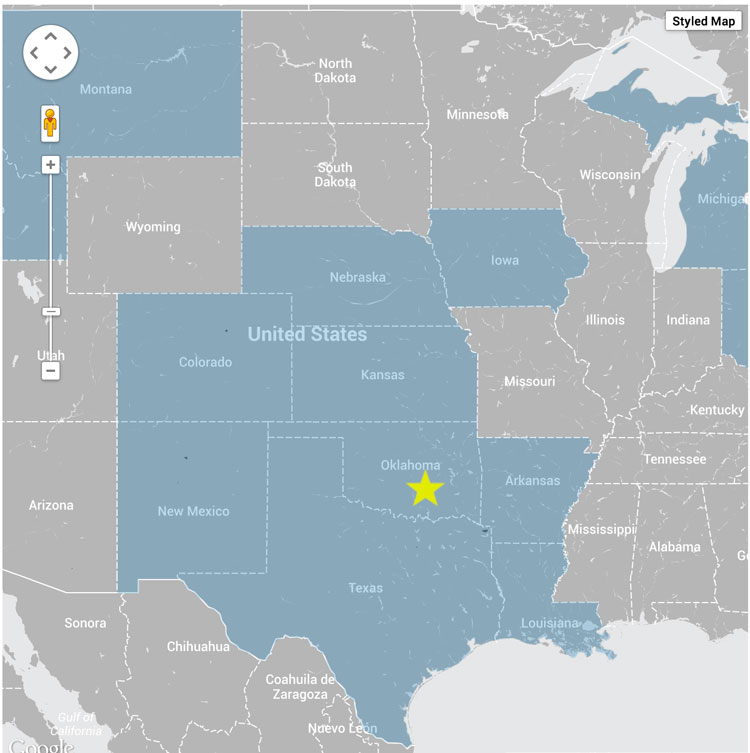 Styled Map
North
Dakota
Montana
Minnesota
South
Dakota
Wisconsin
Michiga
Wyoming
Iowa
Nebraska
United States
Illinois
Indiana
Utah
Colorado
Kansas
Missouri
Kentucky
Oklahoma
Tennessee
Arkansas
Arizona
New Mexico
Mississippi
Alabama
G
Texas
Sonora
Louisiana
Chihuahua
Coahuila de
Zaragoza
Gulf of
California
Nuevo León
Google